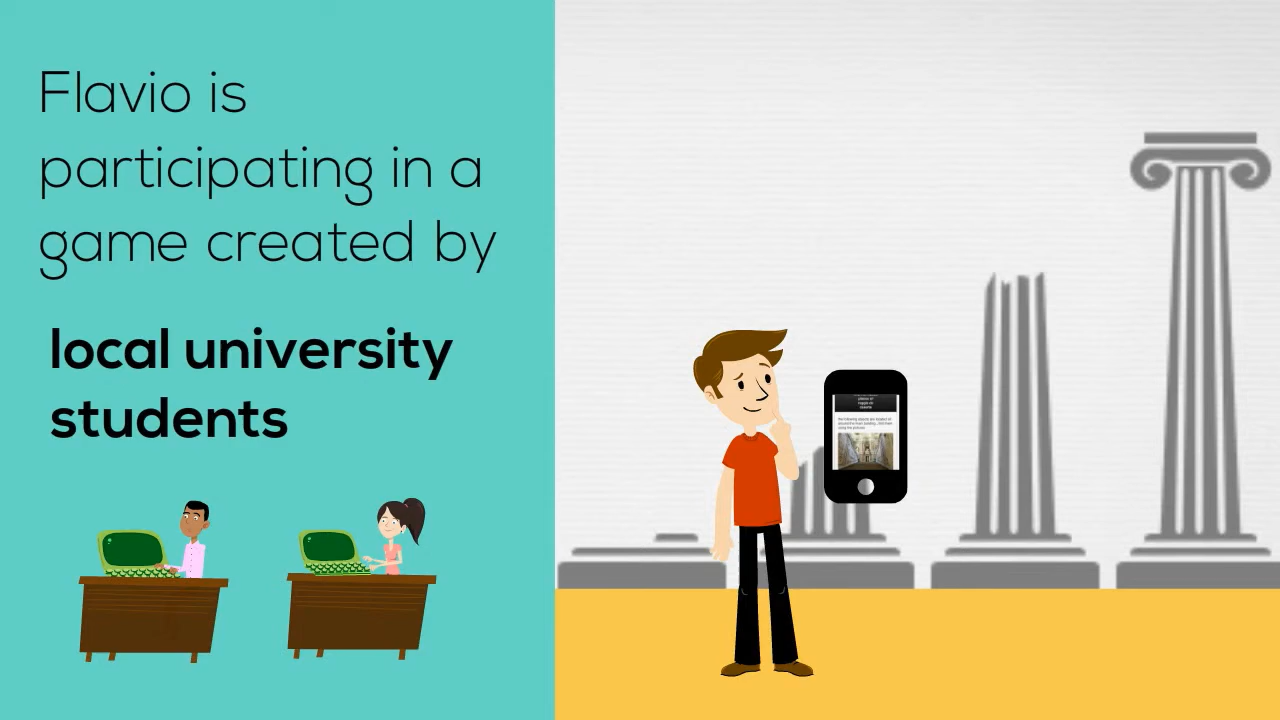 Flavio is
participating in a
game created by
local university
students